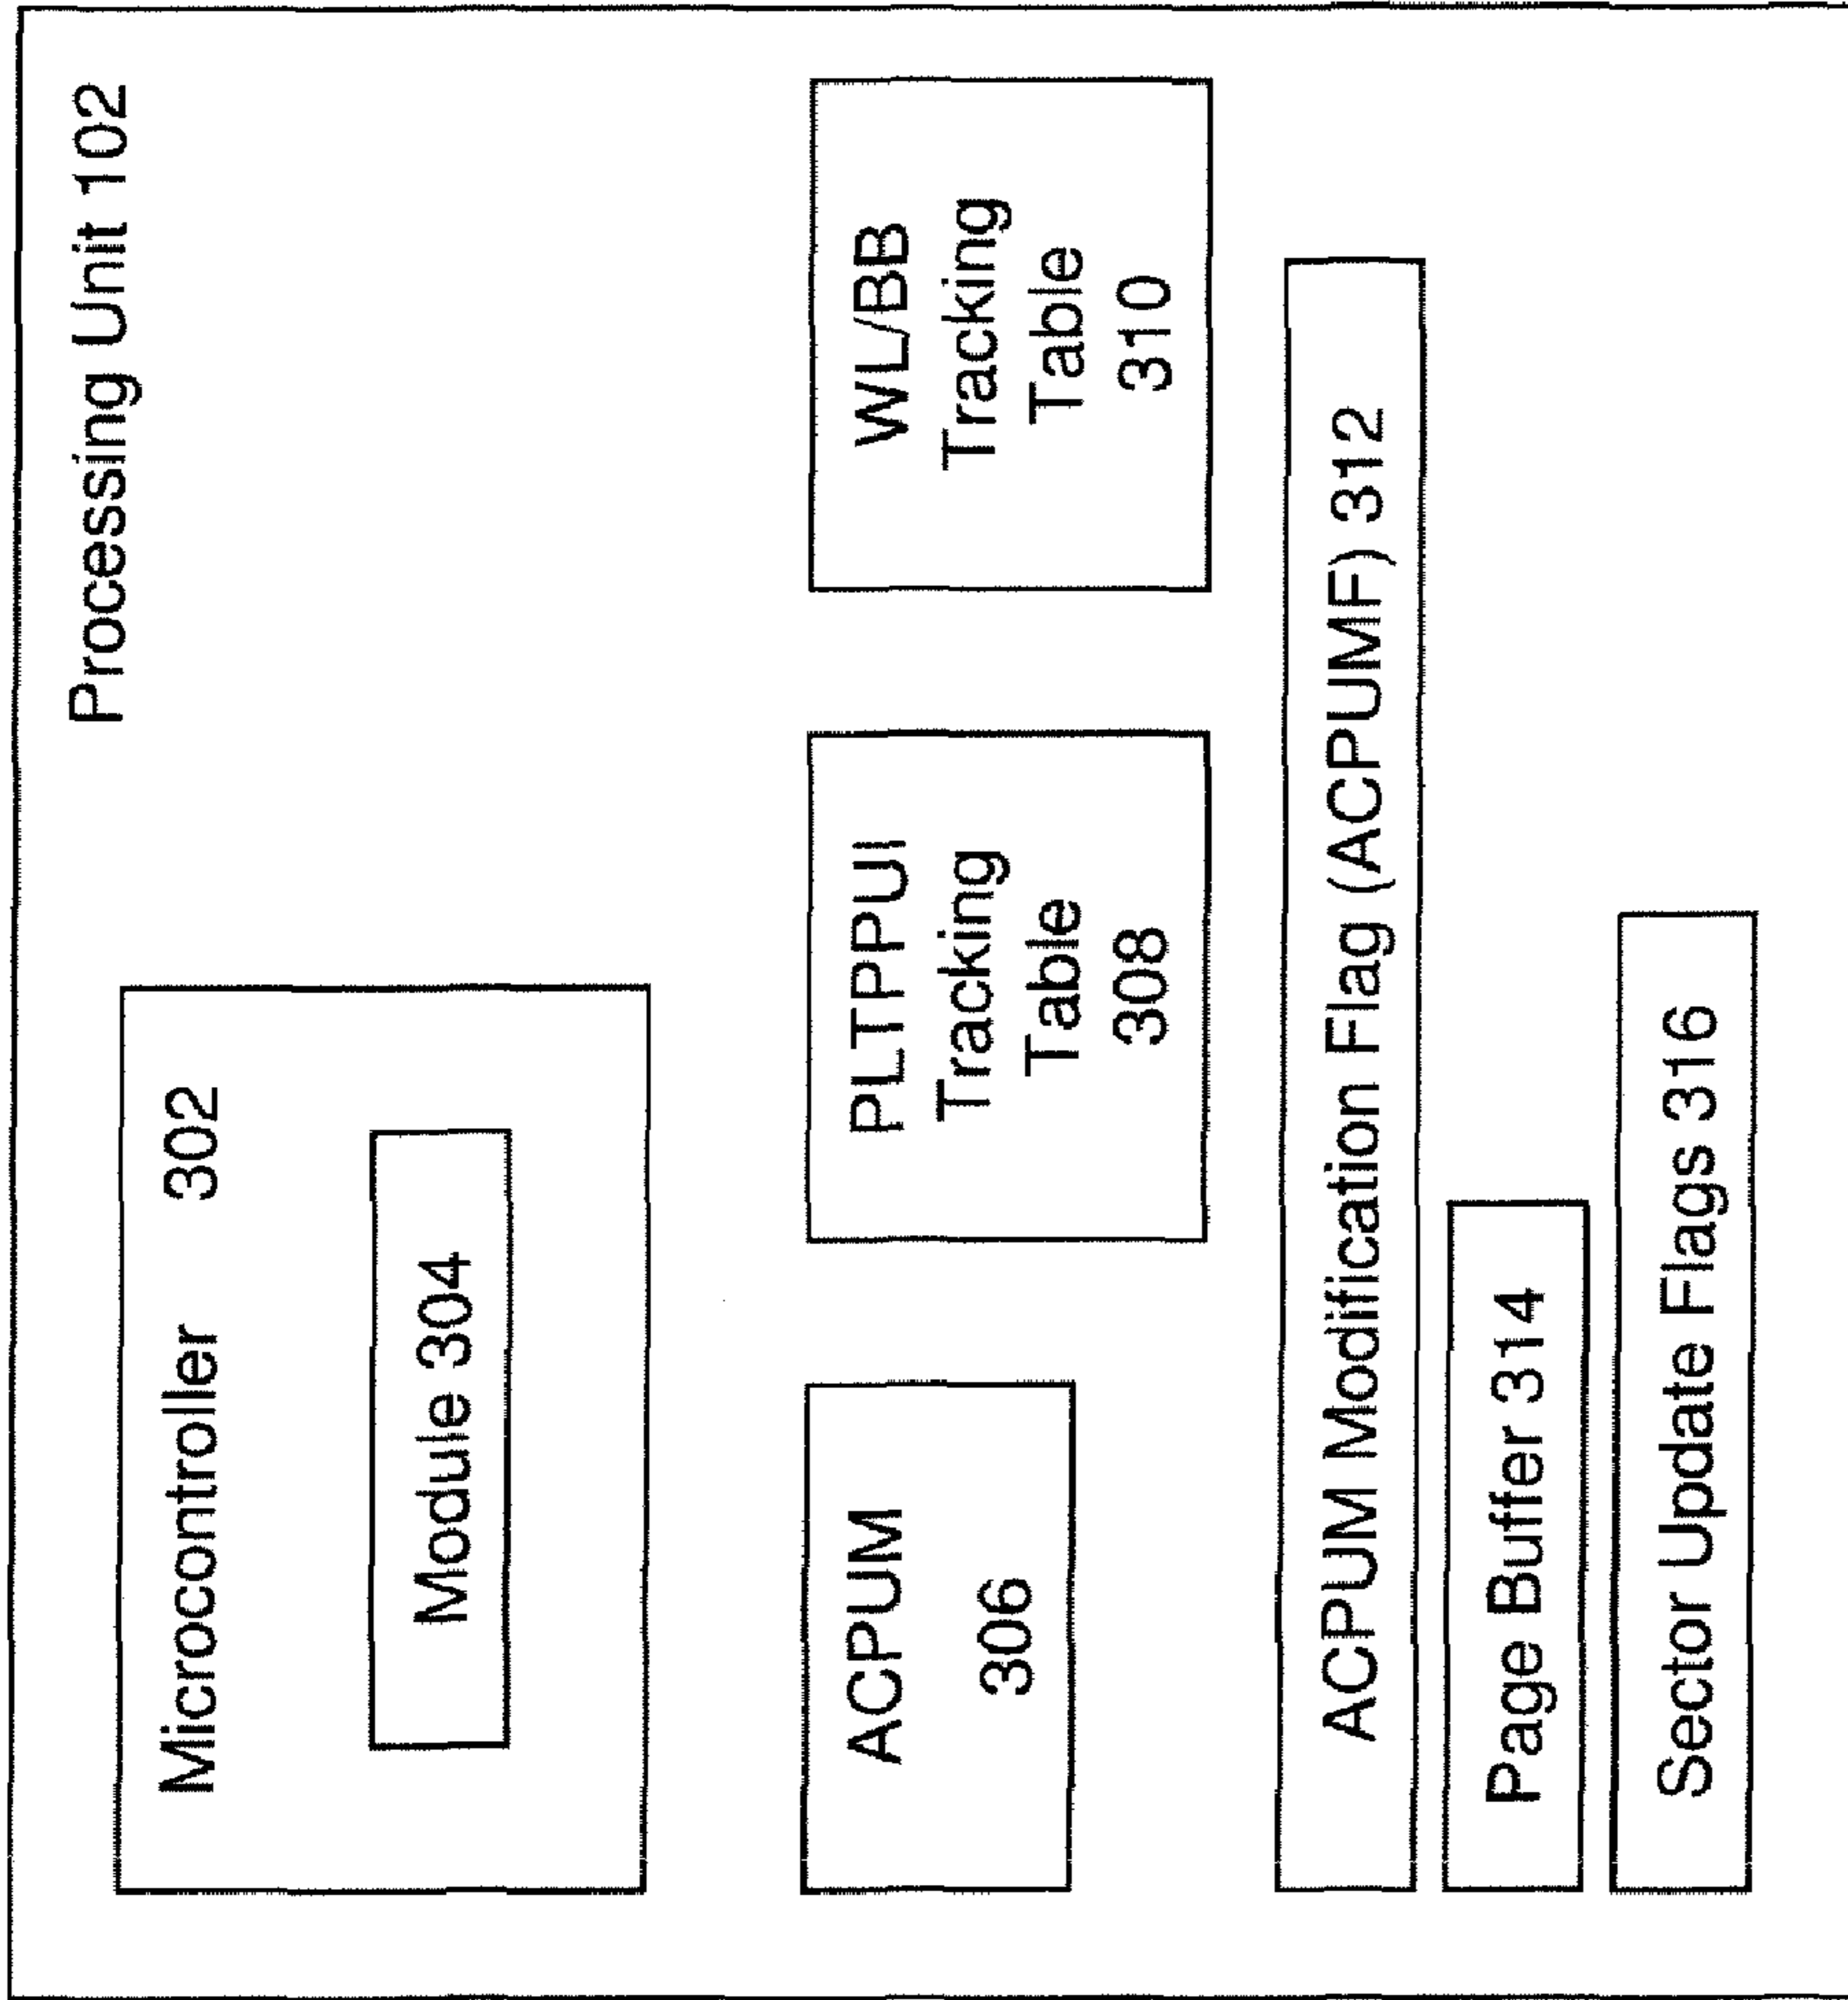 Processing Unit 102
Microcontroller 302
Module 304
ACPUM
306
PLTPPUI
Tracking
Table
308
WL/BB
Tracking
Table
310
ACPUM Modification Flag (ACPUMF) 312
Page Buffer 314
Sector Update Flags 316